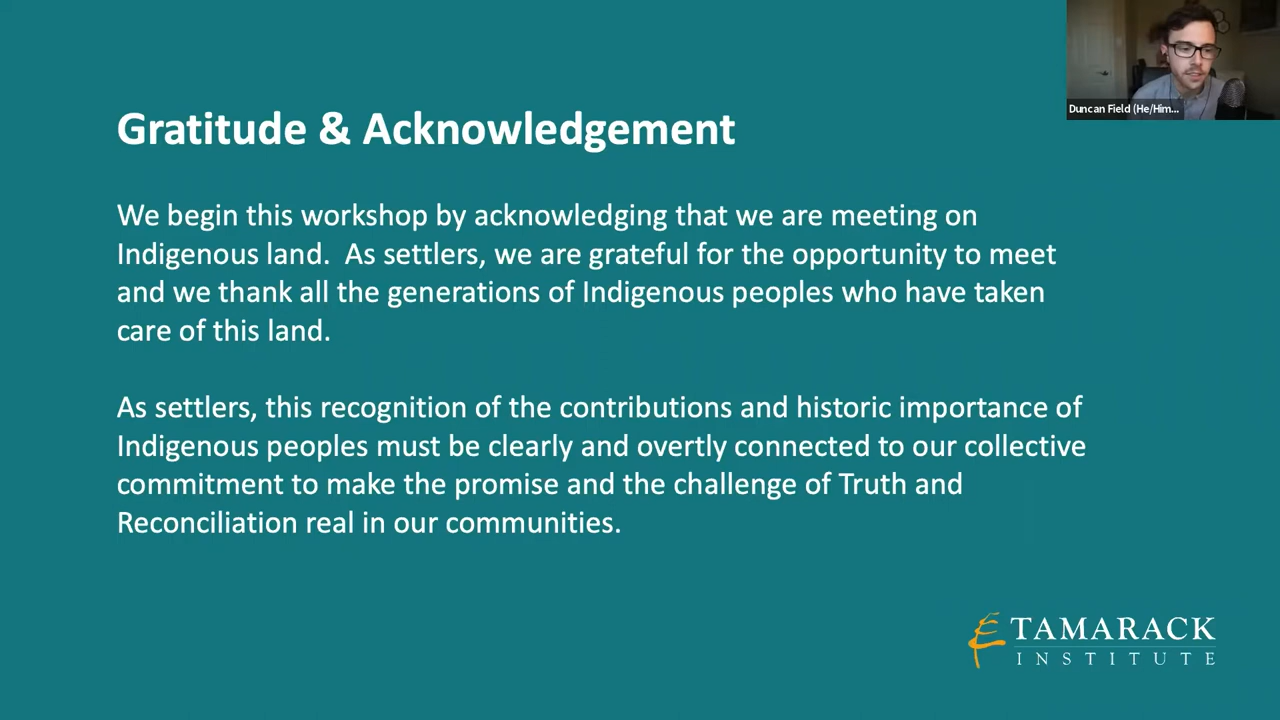 Duncan Field (He/Him...
Gratitude & Acknowledgement
We begin this workshop by acknowledging that we are meeting on
Indigenous land.  As settlers, we are grateful for the opportunity to meet
and we thank all the generations of Indigenous peoples who have taken
care of this land.
As settlers, this recognition of the contributions and historic importance of
Indigenous peoples must be clearly and overtly connected to our collective
commitment to make the promise and the challenge of Truth and
Reconciliation real in our communities.
TAMARACK
INSTITUTE